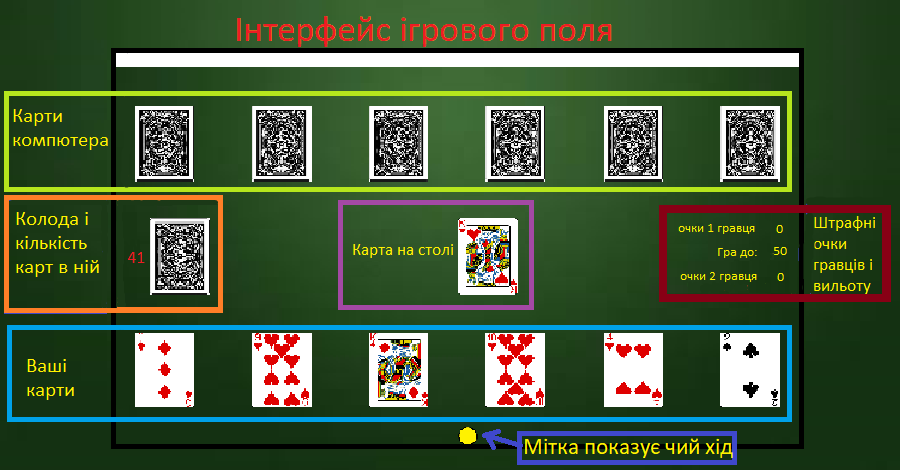 Інтерфейс ігрового поля
Карти
компютера
Колода і
кількість
карт в ній
41
Карта на столі
очки 1 гравця 0
Гра до: 50
очки 2 гравця 0
Штрафні
очки
гравців і
вильоту
Ваші
карти
Мітка показує чий хід